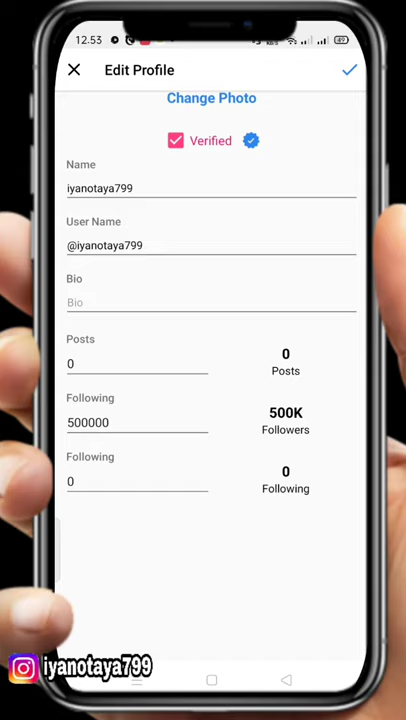 12.53
Edit Profile
Change Photo
Verified
Name
iyanotaya799
User Name
@iyanotaya799
Bio
Bio
Posts
0
0
Posts
Following
500000
500K
Followers
Following
0
0
Following
iyanotaya799